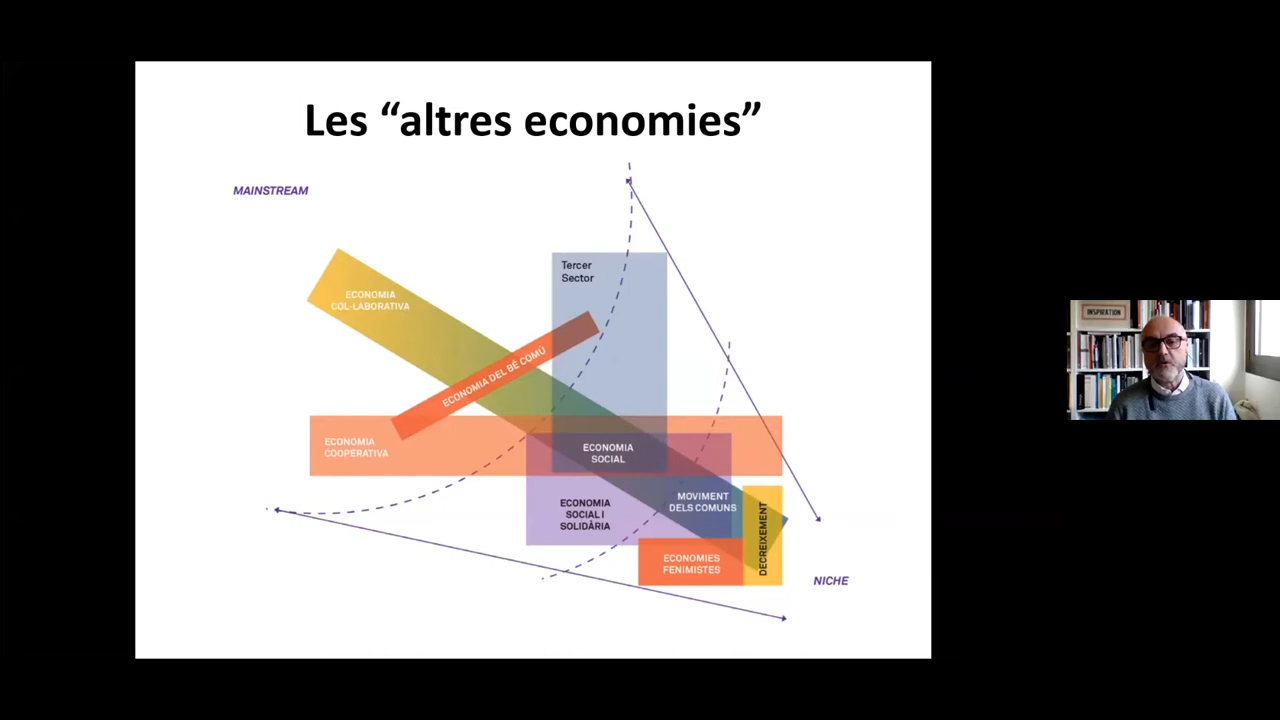 Les “altres economies”
MAINSTREAM
Tercer
Sector
ECONOMIA
COL·LABORATIVA
ECONOMIA DEL BÉ COMÚ
ECONOMIA
COOPERATIVA
ECONOMIA
SOCIAL
ECONOMIA
SOCIAL I
SOLIDÀRIA
MOVIMENT
DELS COMUNS
DECREIXEMENT
ECONOMIES
FENIMISTES
NICHE
INSPIRATION